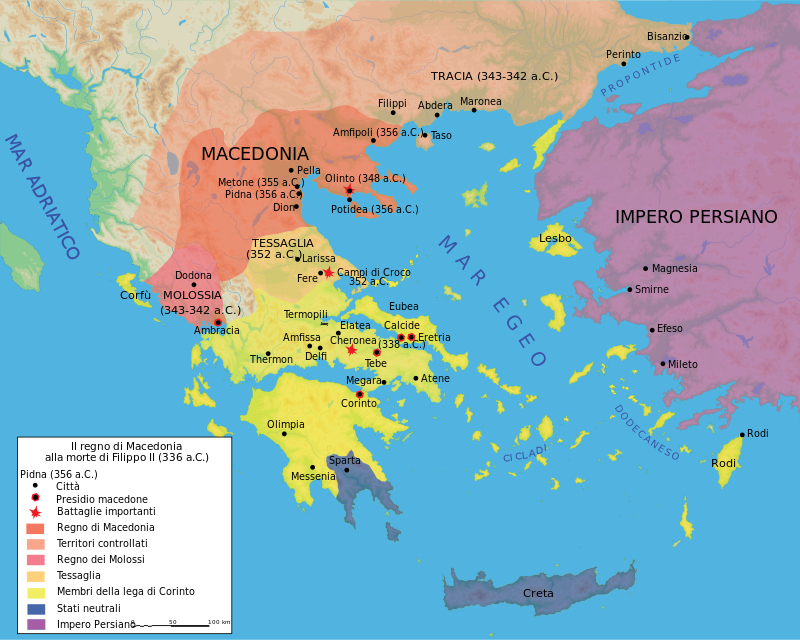 Bisanzio
Perinto
PROPONTIDE
TRACIA (343-342 a.C.)
Filippi
Abdera
Maronea
Amfipoli (356 a.C.)
Taso
MAR ADRIATICO
MACEDONIA
Pella
Metone (355 a.C.)
Olinto (348 a.C.)
Pidna (356 a.C.)
Dion
Potidea (356 a.C.)
IMPERO PERSIANO
TESSAGLIA
(352 a.C.)
Larissa
Lesbo
MAR EGEO
Dodona
Fere
Campi di Croco
352 a.C.
Magnesia
Corfù
MOLOSSIA
(343-342 a.C.)
Smirne
Eubea
Termopili
Ambracia
Elatea
Calcide
Efeso
Amfissa
Cheronea
(338 a.C.)
Eretria
Thermon
Delfi
Tebe
Mileto
Megara
Atene
Corinto
DODECANESO
Olimpia
Rodi
CICLADI
Sparta
Rodi
Messenia
Creta
Il regno di Macedonia
alla morte di Filippo II (336 a.C.)
Pidna (356 a.C.)
Città
Presidio macedone
Battaglie importanti
Regno di Macedonia
Territori controllati
Regno dei Molossi
Tessaglia
Membri della lega di Corinto
Stati neutrali
Impero Persiano
0 50 100 km